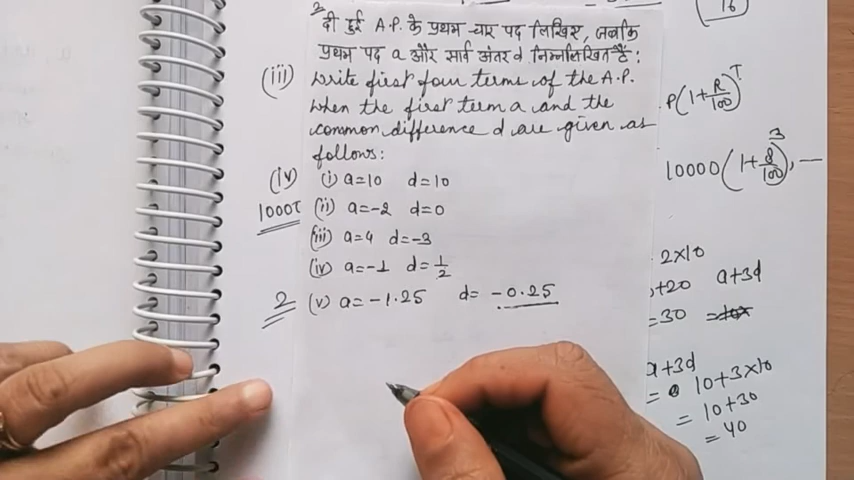 2
दी हुई A.P. के प्रथम चार पद लिखिए, जबकि
प्रथम पद a और सार्व अंतर d निम्नलिखित हैं:
(iii) Write first four terms of the A.P.
when the first term a and the
common difference d are given as
follows:
(iv) (i) a=10 d=10
1000τ (ii) a=-2 d=0
(iii) a=4 d=-3
(iv) a=-1 d=1/2
2 (v) a=-1.25 d= -0.25
16
P(1+R/100)^T
10000(1+8/100)^3, —
2×10
+20 a+3d
=30
a+3d
= 10+3×10
= 10+30
= 40